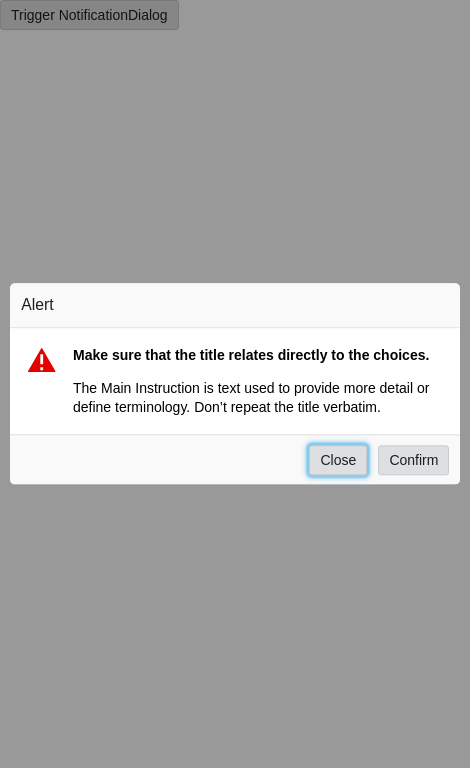 Trigger NotificationDialog
Alert
Make sure that the title relates directly to the choices.
The Main Instruction is text used to provide more detail or
define terminology. Don’t repeat the title verbatim.
Close Confirm